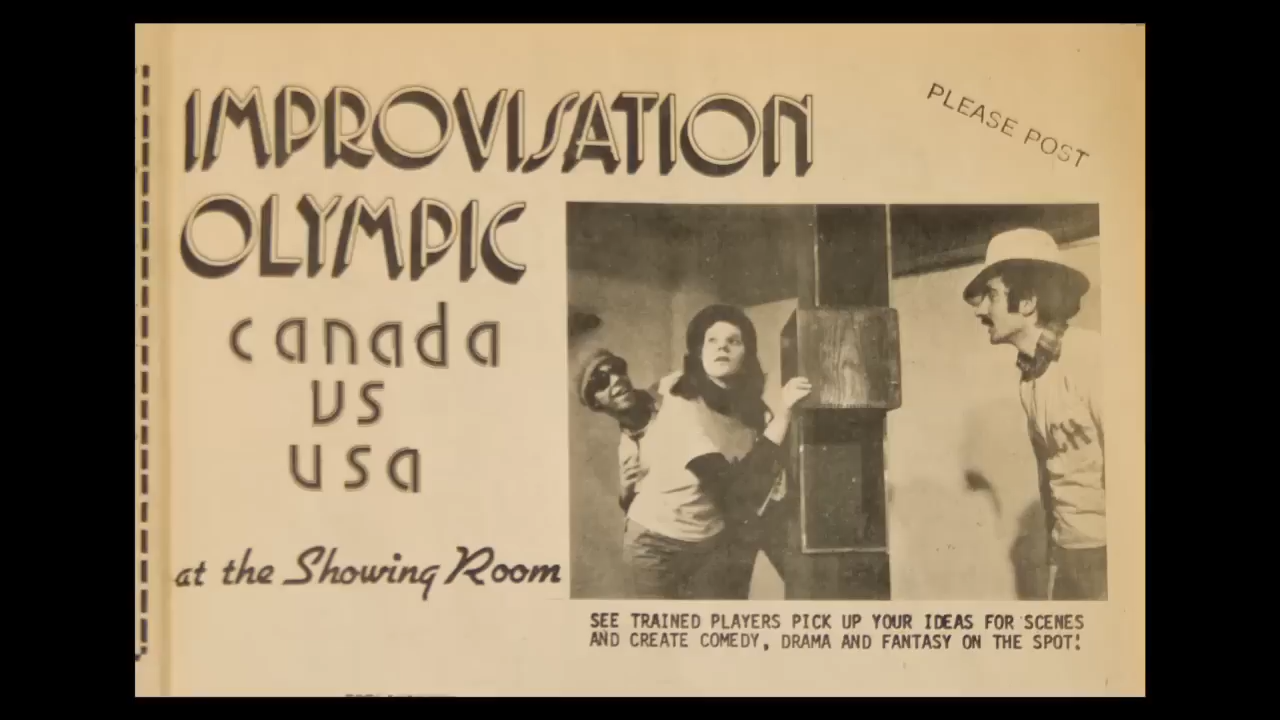 IMPROVISATION
OLYMPIC
canada
vs
usa
at the Showing Room
PLEASE POST
CH
SEE TRAINED PLAYERS PICK UP YOUR IDEAS FOR SCENES
AND CREATE COMEDY, DRAMA AND FANTASY ON THE SPOT!